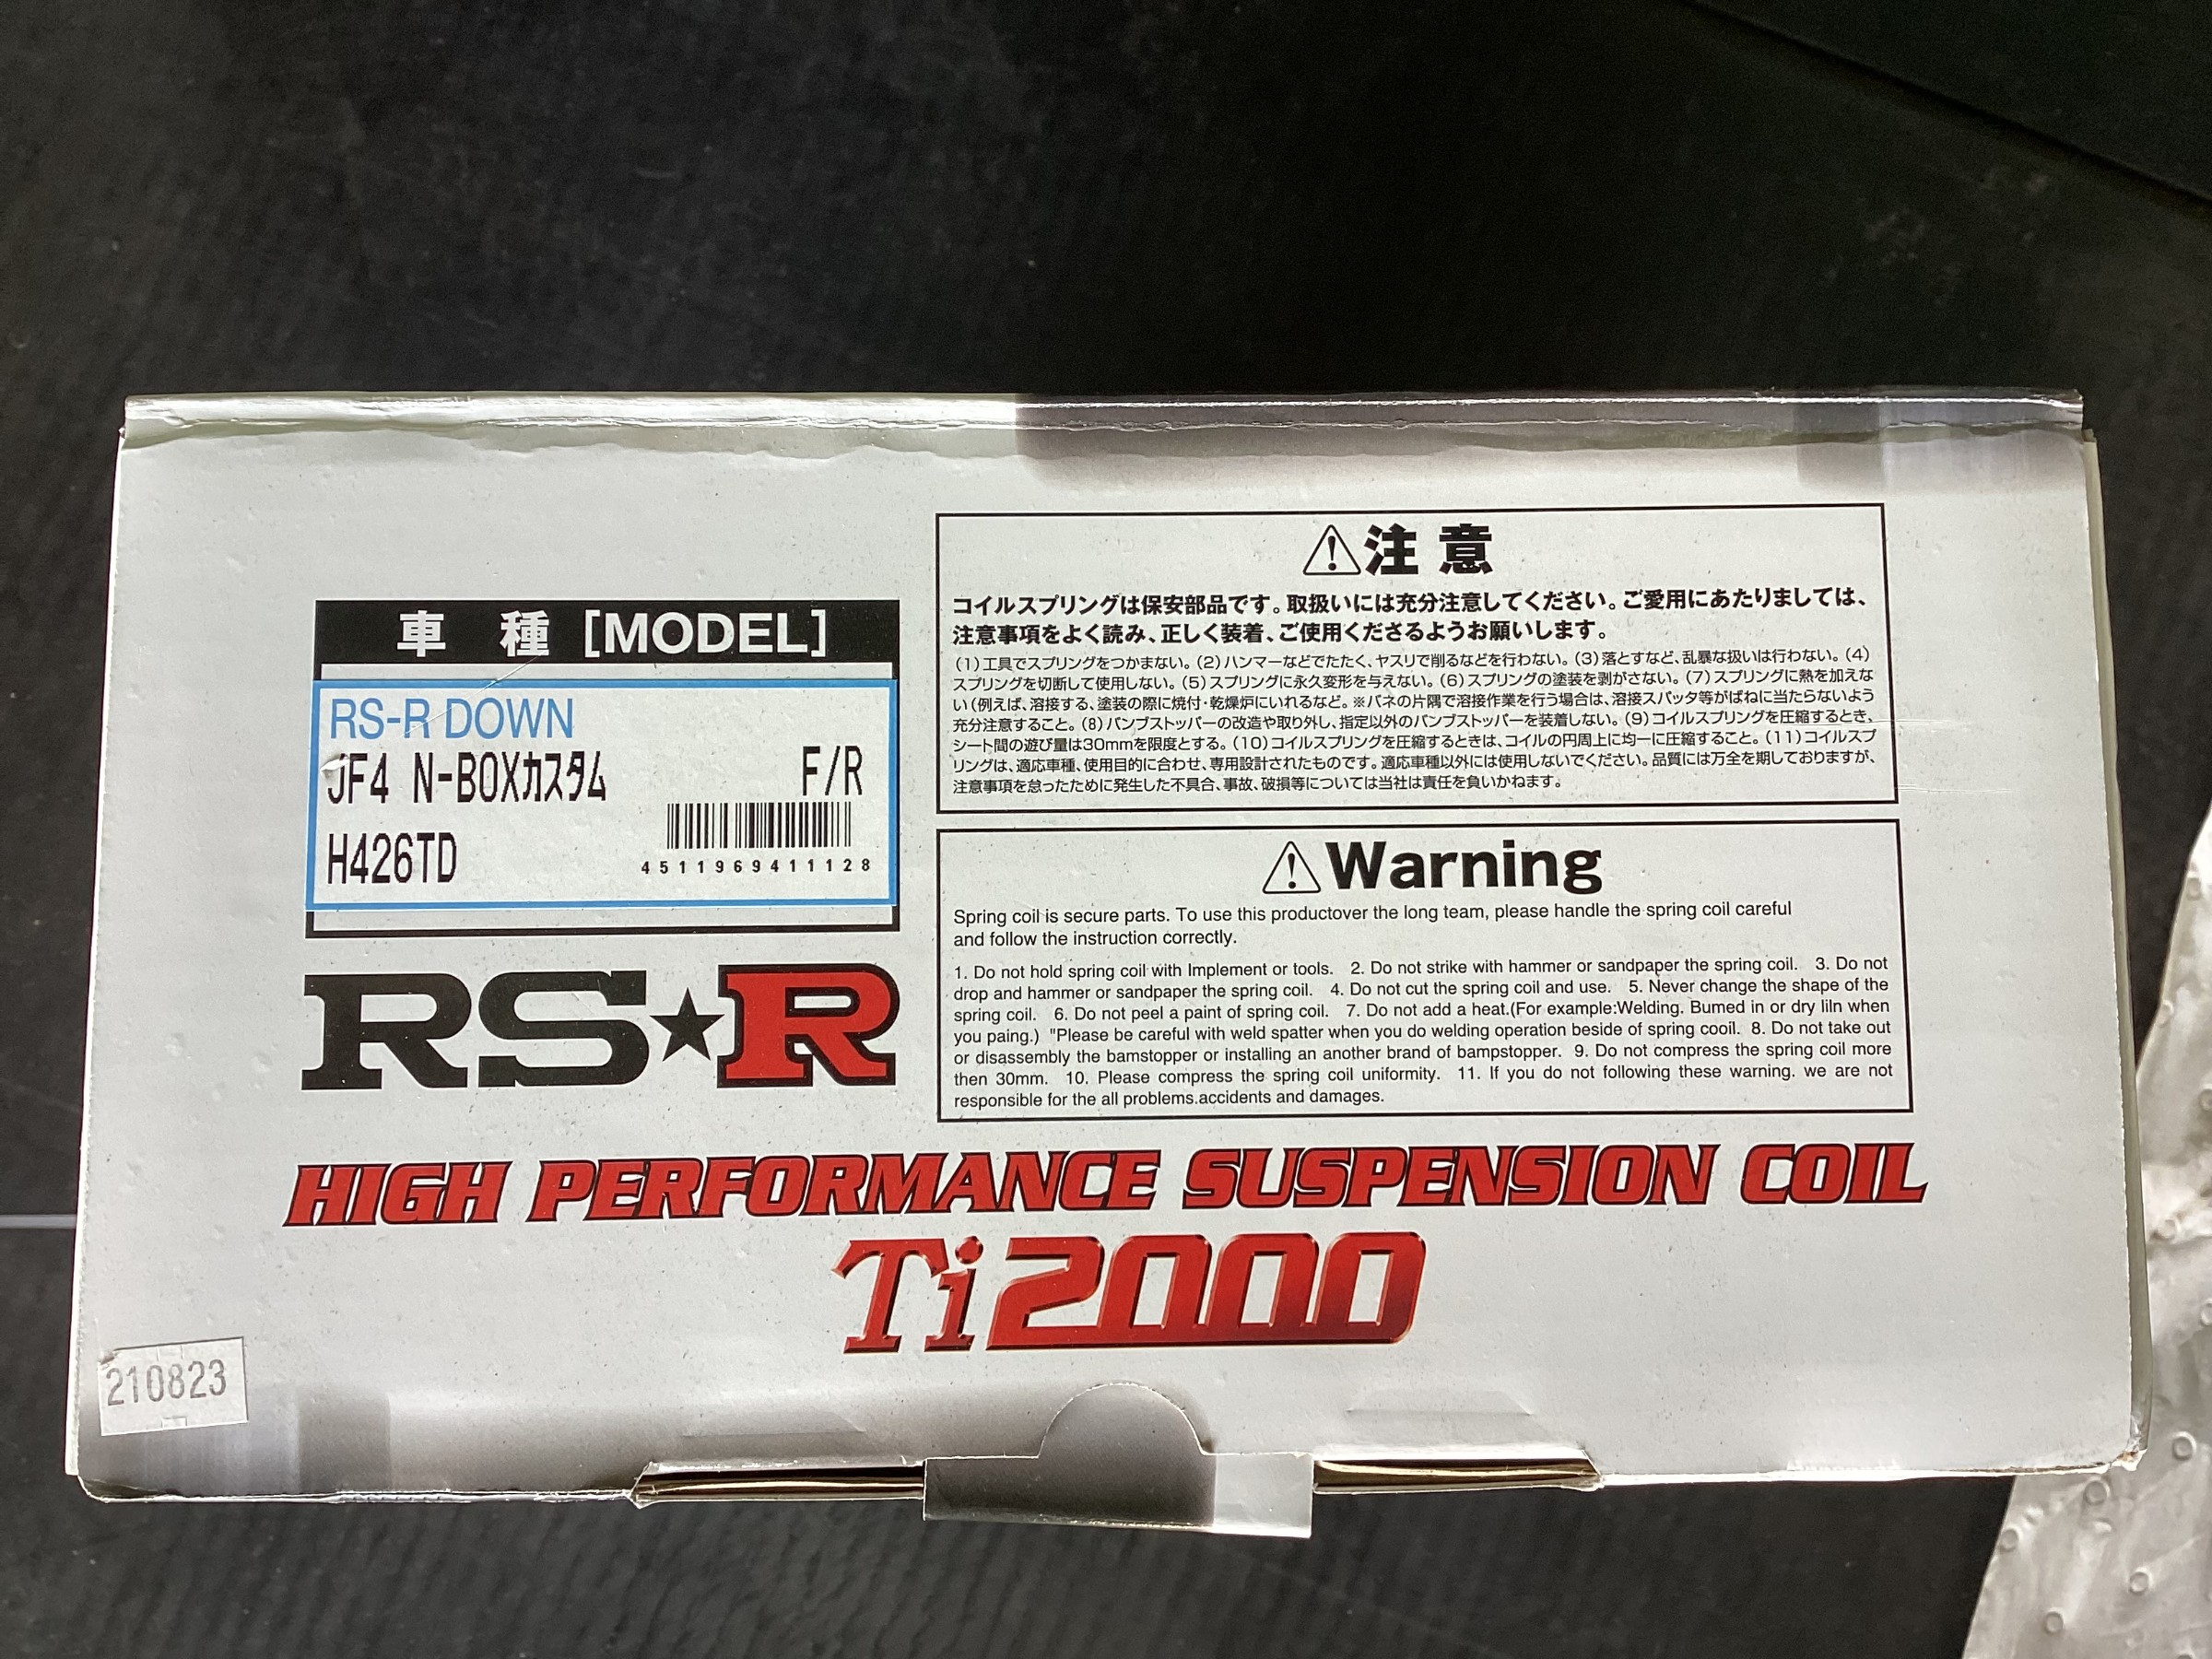 車 種 [MODEL]
RS-R DOWN
JF4 N-BOXカスタム F/R
H426TD
4511969411128
RS★R
⚠注 意
コイルスプリングは保安部品です。取扱いには充分注意してください。ご愛用にあたりましては、
注意事項をよく読み、正しく装着、ご使用くださるようお願いします。
(1)工具でスプリングをつかまない。(2)ハンマーなどでたたく、ヤスリで削るなどを行わない。(3)落とすなど、乱暴な扱いは行わない。(4)
スプリングを切断して使用しない。(5)スプリングに永久変形を与えない。(6)スプリングの塗装を剥がさない。(7)スプリングに熱を加えな
い(例えば、溶接する、塗装の際に焼付・乾燥炉にいれるなど。※バネの片隅で溶接作業を行う場合は、溶接スパッタ等がばねに当たらないよう
充分注意すること。(8)バンプストッパーの改造や取り外し、指定以外のバンプストッパーを装着しない。(9)コイルスプリングを圧縮するとき、
シート間の遊び量は30mmを限度とする。(10)コイルスプリングを圧縮するときは、コイルの円周上に均一に圧縮すること。(11)コイルスプ
リングは、適応車種、使用目的に合わせ、専用設計されたものです。適応車種以外には使用しないでください。品質には万全を期しておりますが、
注意事項を怠ったために発生した不具合、事故、破損等については当社は責任を負いかねます。
⚠Warning
Spring coil is secure parts. To use this productover the long team, please handle the spring coil careful
and follow the instruction correctly.
1. Do not hold spring coil with Implement or tools. 2. Do not strike with hammer or sandpaper the spring coil. 3. Do not
drop and hammer or sandpaper the spring coil. 4. Do not cut the spring coil and use. 5. Never change the shape of the
spring coil. 6. Do not peel a paint of spring coil. 7. Do not add a heat.(For example:Welding. Bumed in or dry liln when
you paing.) "Please be careful with weld spatter when you do welding operation beside of spring cooil. 8. Do not take out
or disassembly the bamstopper or installing an another brand of bampstopper. 9. Do not compress the spring coil more
then 30mm. 10. Please compress the spring coil uniformity. 11. If you do not following these warning. we are not
responsible for the all problems.accidents and damages.
HIGH PERFORMANCE SUSPENSION COIL
Ti2000
210823